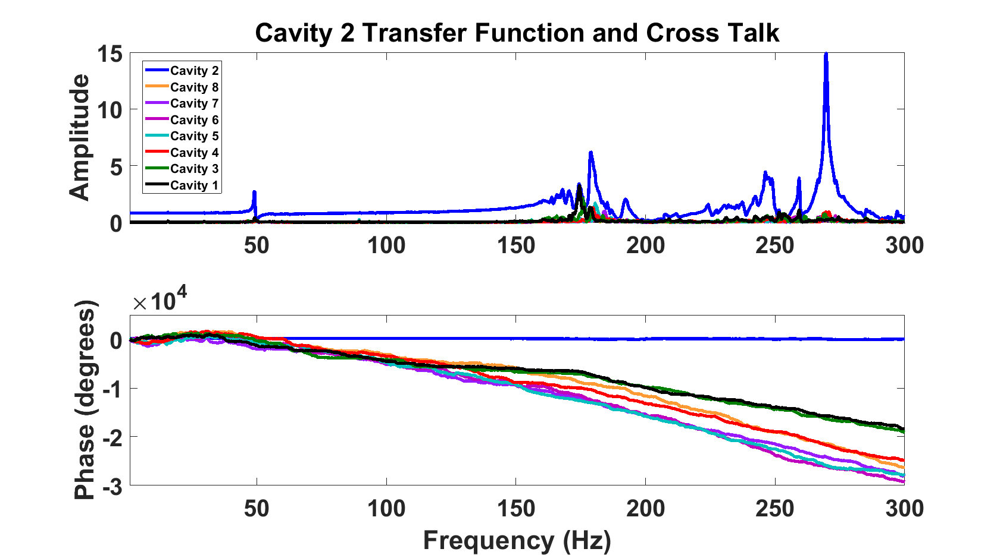 Cavity 2 Transfer Function and Cross Talk
Amplitude
15
10
5
0
Cavity 2
Cavity 8
Cavity 7
Cavity 6
Cavity 5
Cavity 4
Cavity 3
Cavity 1
50 100 150 200 250 300
×10^4
Phase (degrees)
0
-1
-2
-3
50 100 150 200 250 300
Frequency (Hz)